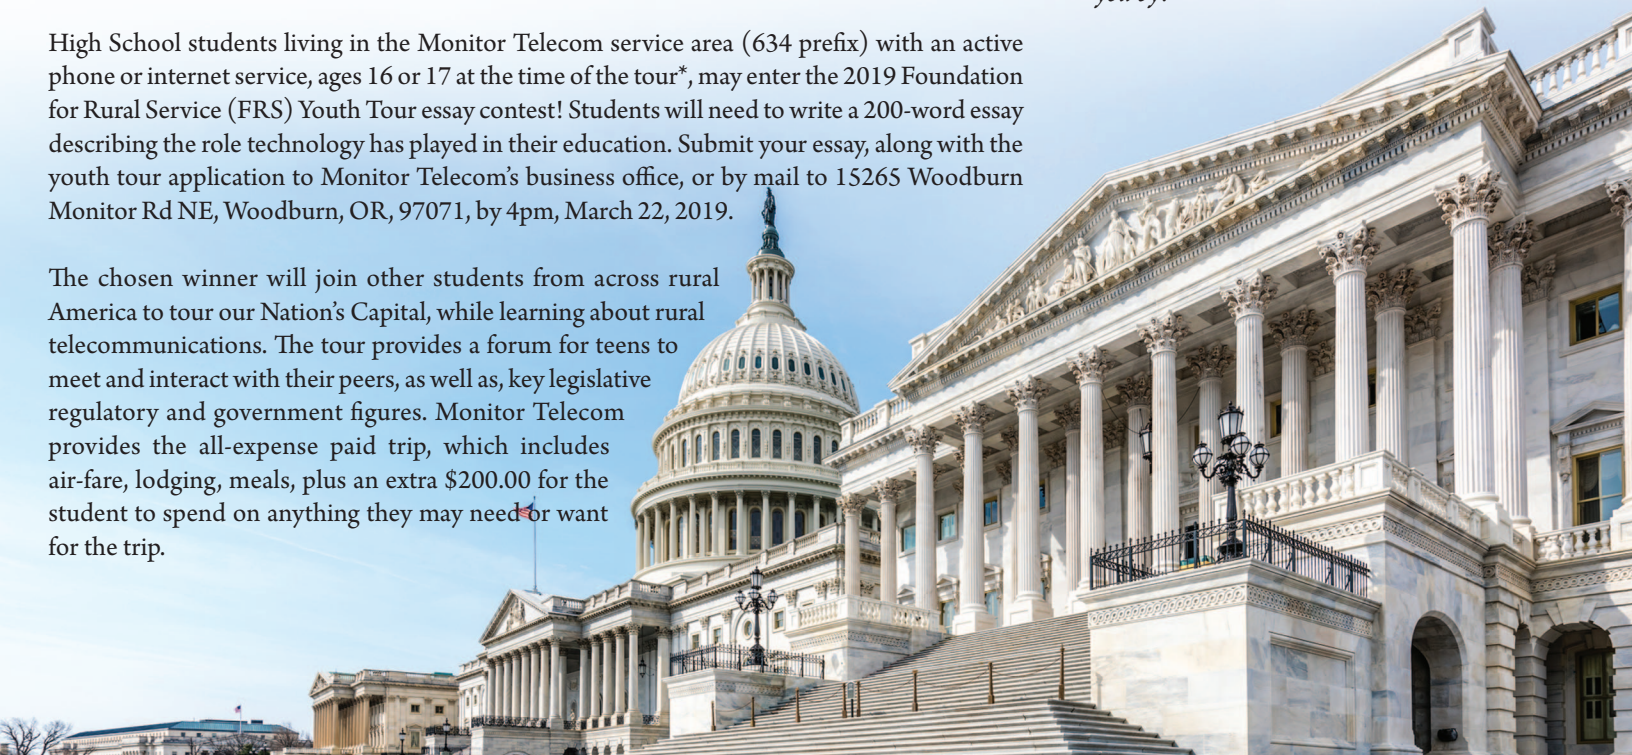 High School students living in the Monitor Telecom service area (634 prefix) with an active
phone or internet service, ages 16 or 17 at the time of the tour*, may enter the 2019 Foundation
for Rural Service (FRS) Youth Tour essay contest! Students will need to write a 200-word essay
describing the role technology has played in their education. Submit your essay, along with the
youth tour application to Monitor Telecom's business office, or by mail to 15265 Woodburn
Monitor Rd NE, Woodburn, OR, 97071, by 4pm, March 22, 2019.
The chosen winner will join other students from across rural
America to tour our Nation's Capital, while learning about rural
telecommunications. The tour provides a forum for teens to
meet and interact with their peers, as well as, key legislative
regulatory and government figures. Monitor Telecom
provides the all-expense paid trip, which includes
air-fare, lodging, meals, plus an extra $200.00 for the
student to spend on anything they may need or want
for the trip.